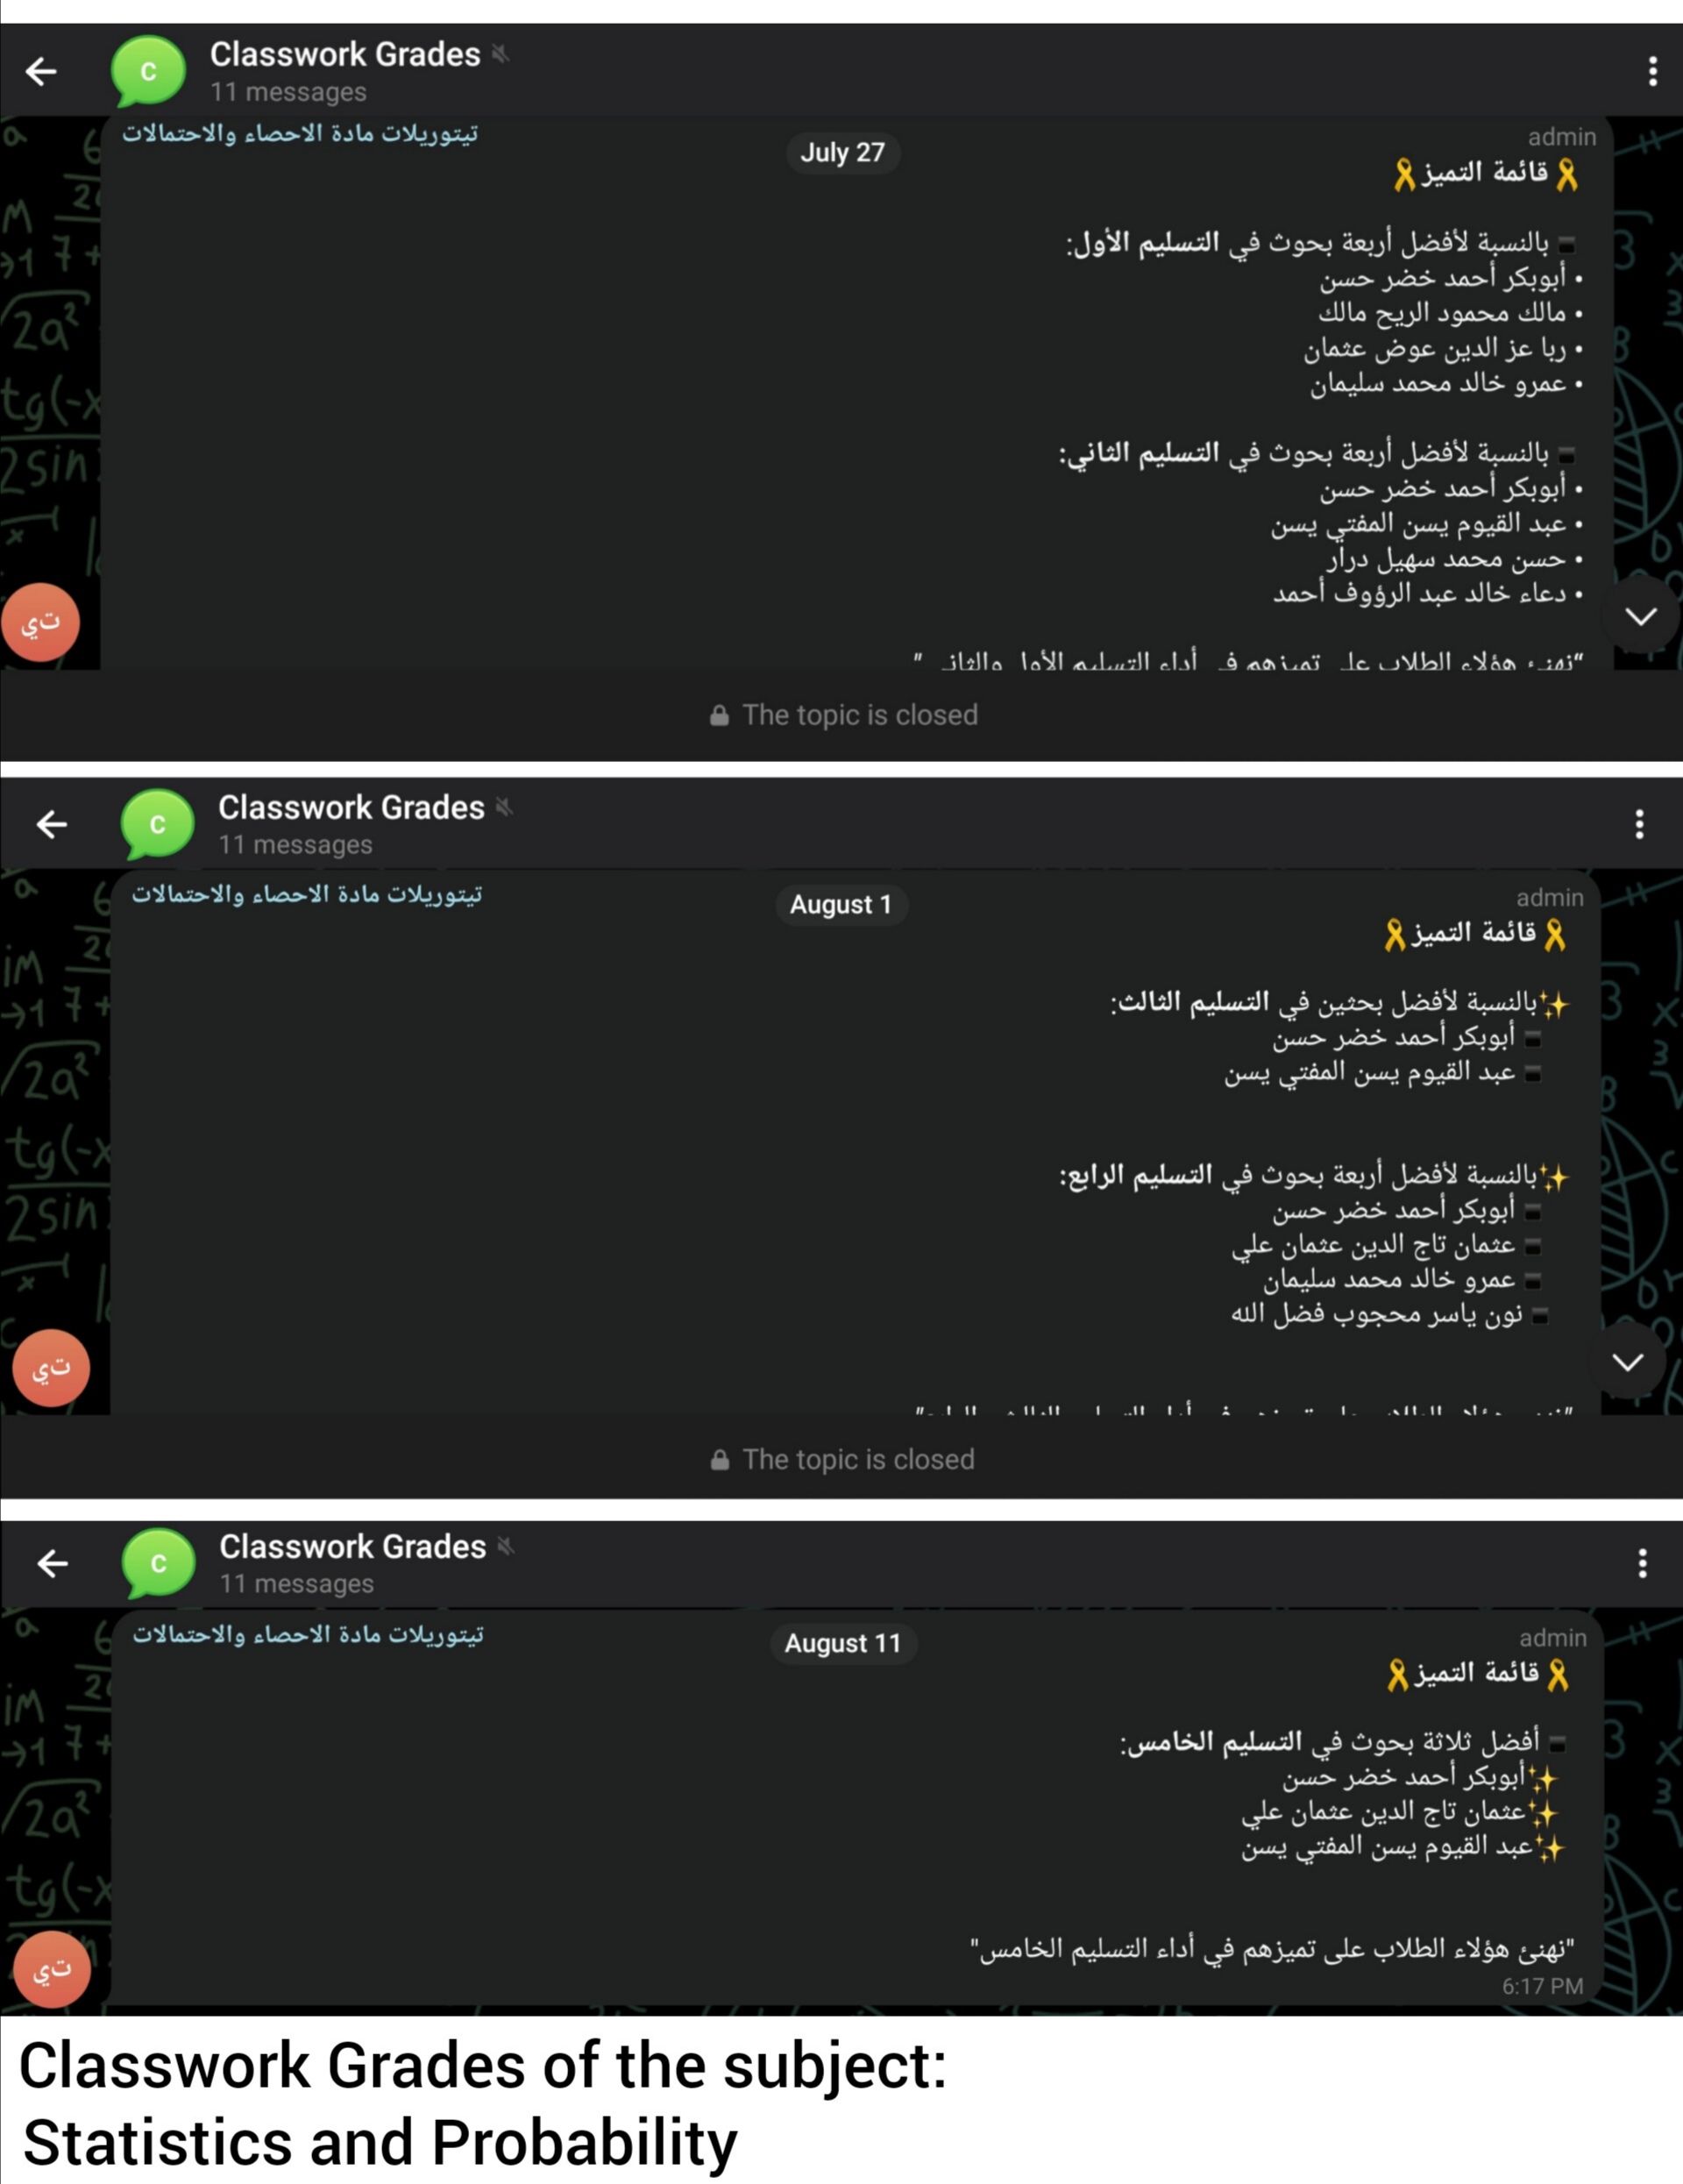 Classwork Grades
11 messages
تيتوريلات مادة الاحصاء والاحتمالات
admin
July 27
🎗قائمة التميز🎗
▪بالنسبة لأفضل أربعة بحوث في التسليم الأول:
• أبوبكر أحمد خضر حسن
• مالك محمود الريح مالك
• ربا عز الدين عوض عثمان
• عمرو خالد محمد سليمان
▪بالنسبة لأفضل أربعة بحوث في التسليم الثاني:
• أبوبكر أحمد خضر حسن
• عبد القيوم يسن المفتي يسن
• حسن محمد سهيل درار
• دعاء خالد عبد الرؤوف أحمد
"نهنئ هؤلاء الطلاب على تميزهم في أداء التسليم الأول والثاني"
تي
The topic is closed
Classwork Grades
11 messages
تيتوريلات مادة الاحصاء والاحتمالات
admin
August 1
🎗قائمة التميز🎗
✨بالنسبة لأفضل بحثين في التسليم الثالث:
▪أبوبكر أحمد خضر حسن
▪عبد القيوم يسن المفتي يسن
✨بالنسبة لأفضل أربعة بحوث في التسليم الرابع:
▪أبوبكر أحمد خضر حسن
▪عثمان تاج الدين عثمان علي
▪عمرو خالد محمد سليمان
▪نون ياسر محجوب فضل الله
تي
The topic is closed
Classwork Grades
11 messages
تيتوريلات مادة الاحصاء والاحتمالات
admin
August 11
🎗قائمة التميز🎗
▪أفضل ثلاثة بحوث في التسليم الخامس:
✨أبوبكر أحمد خضر حسن
✨عثمان تاج الدين عثمان علي
✨عبد القيوم يسن المفتي يسن
"نهنئ هؤلاء الطلاب على تميزهم في أداء التسليم الخامس"
6:17 PM
تي
Classwork Grades of the subject:
Statistics and Probability